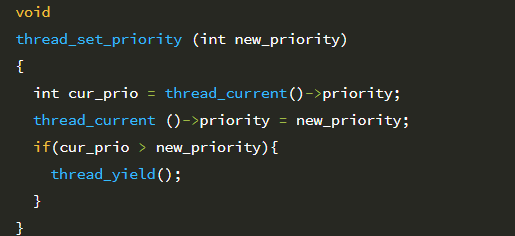 void
thread_set_priority (int new_priority)
{
  int cur_prio = thread_current()->priority;
  thread_current ()->priority = new_priority;
  if(cur_prio > new_priority){
    thread_yield();
  }
}